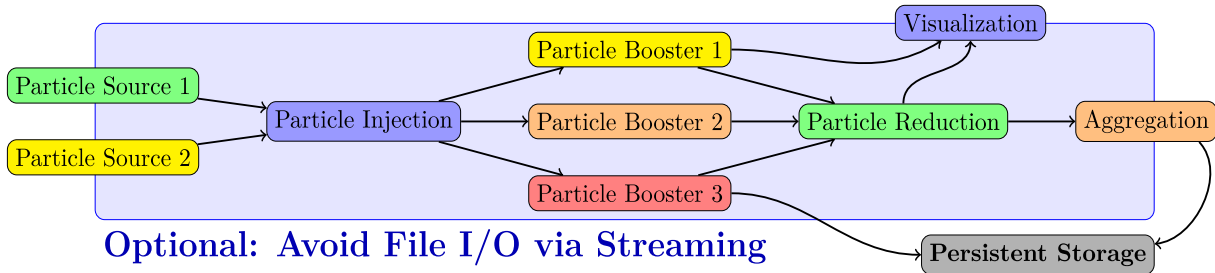 Visualization
Particle Booster 1
Particle Source 1
Particle Injection
Particle Booster 2
Particle Reduction
Aggregation
Particle Source 2
Particle Booster 3
Optional: Avoid File I/O via Streaming
Persistent Storage